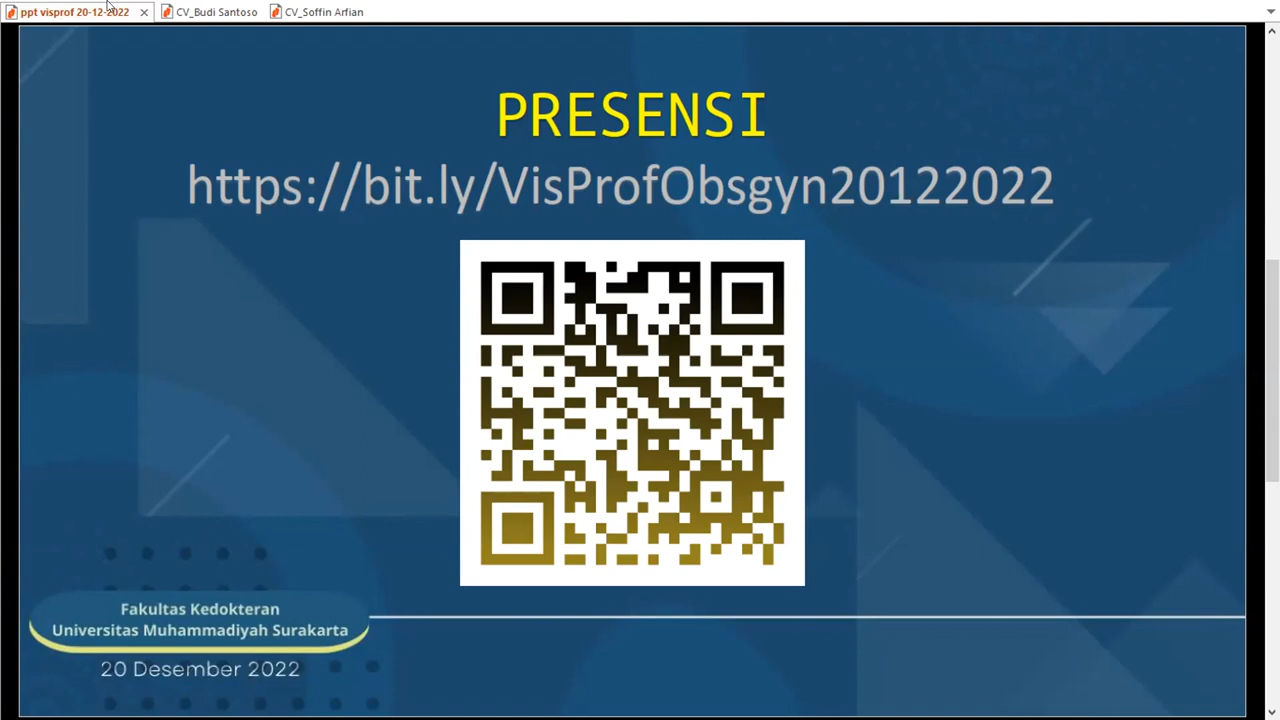 ppt visprof 20-12-2022
CV_Budi Santoso
CV_Soffin Arfian
PRESENSI
https://bit.ly/VisProfObsgyn20122022
Fakultas Kedokteran
Universitas Muhammadiyah Surakarta
20 Desember 2022